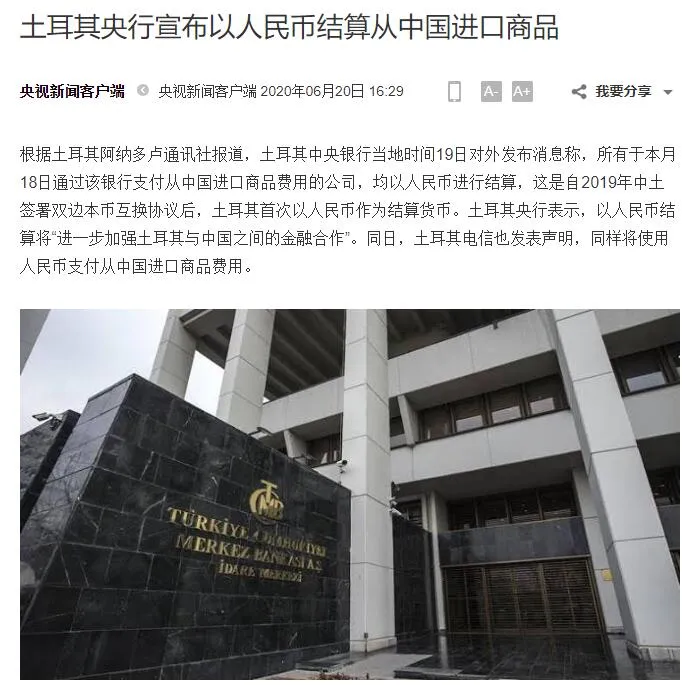 土耳其央行宣布以人民币结算从中国进口商品
央视新闻客户端 央视新闻客户端 2020年06月20日 16:29 A- A+ 我要分享
根据土耳其阿纳多卢通讯社报道，土耳其中央银行当地时间19日对外发布消息称，所有于本月
18日通过该银行支付从中国进口商品费用的公司，均以人民币进行结算，这是自2019年中土
签署双边本币互换协议后，土耳其首次以人民币作为结算货币。土耳其央行表示，以人民币结
算将“进一步加强土耳其与中国之间的金融合作”。同日，土耳其电信也发表声明，同样将使用
人民币支付从中国进口商品费用。
TCMB
TÜRKİYE CUMHURİYET
MERKEZ BANKASI A.Ş.
İDARE MERKEZİ